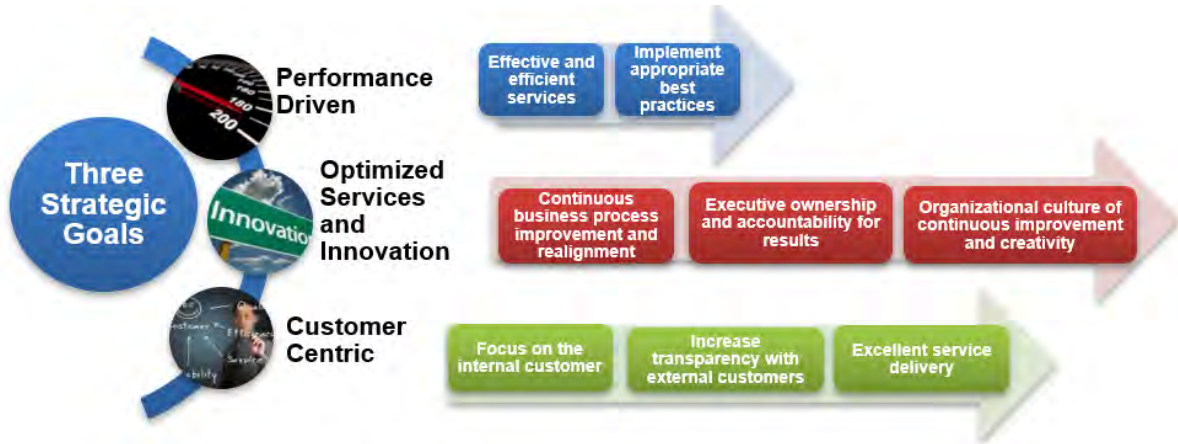 Three
Strategic
Goals
180
200
Performance
Driven
Effective and
efficient
services
Implement
appropriate
best
practices
Innovatio
Optimized
Services
and
Innovation
Continuous
business process
improvement and
realignment
Executive ownership
and accountability for
results
Organizational culture of
continuous improvement
and creativity
Customer
Centric
Focus on the
internal customer
Increase
transparency with
external customers
Excellent service
delivery